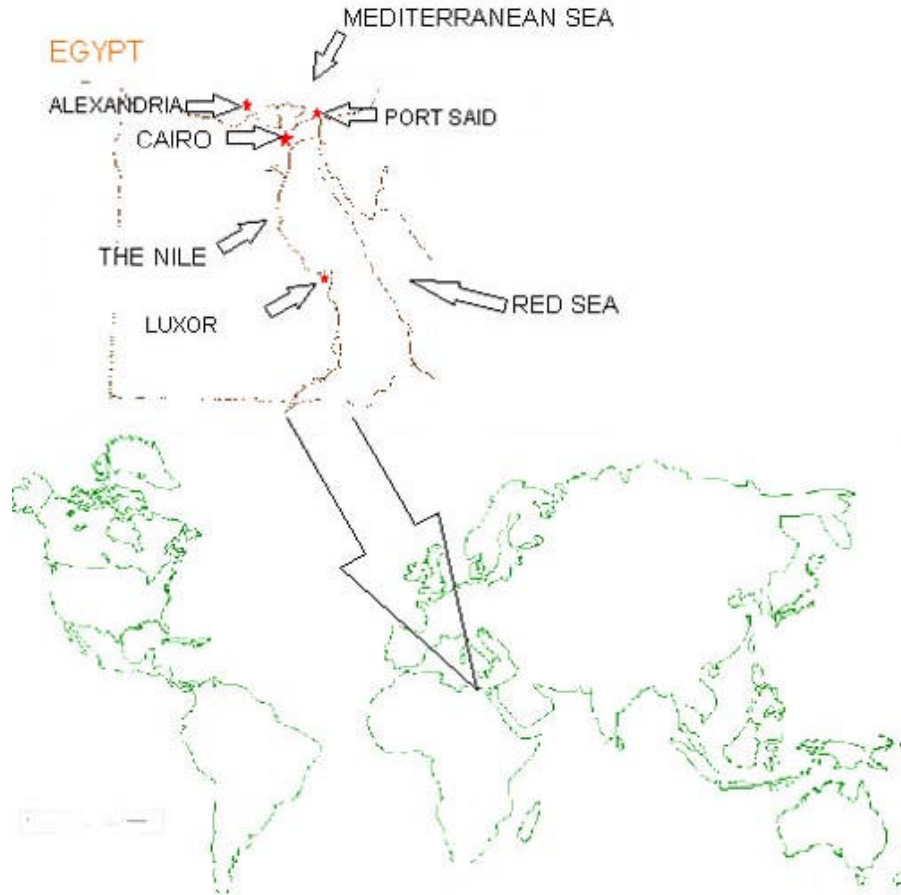 MEDITERRANEAN SEA
EGYPT
ALEXANDRIA
PORT SAID
CAIRO
THE NILE
RED SEA
LUXOR